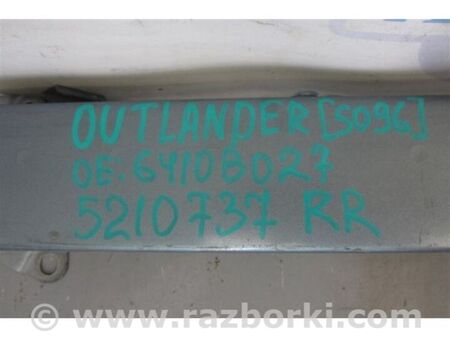 OUTLANDER [S096]
OE: 6410B027
5210737 RR
© www.razborki.com